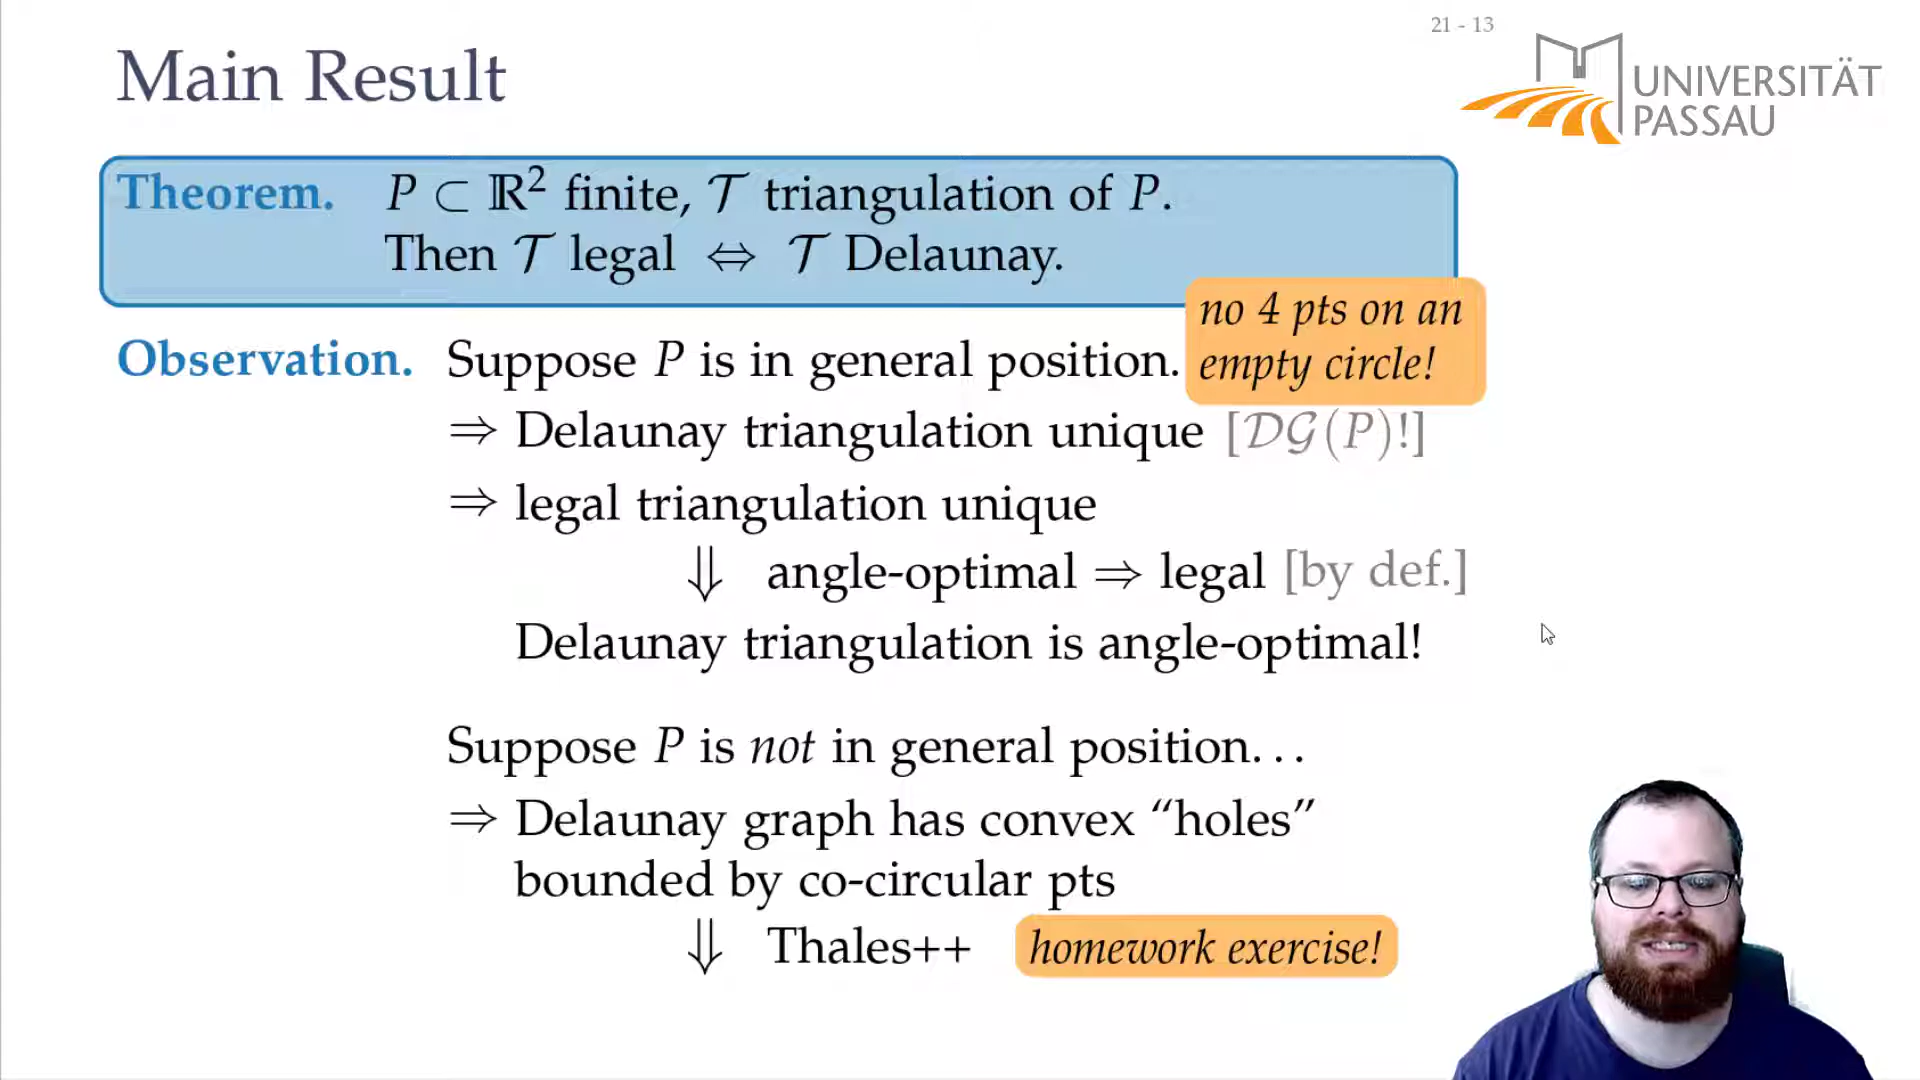 21 - 13
Main Result
UNIVERSITÄT
PASSAU
Theorem. P ⊂ ℝ² finite, 𝒯 triangulation of P.
Then 𝒯 legal ⇔ 𝒯 Delaunay.
no 4 pts on an
empty circle!
Observation. Suppose P is in general position.
⇒ Delaunay triangulation unique [𝒟𝒢(P)!]
⇒ legal triangulation unique
⇓ angle-optimal ⇒ legal [by def.]
Delaunay triangulation is angle-optimal!
Suppose P is not in general position. . .
⇒ Delaunay graph has convex “holes”
bounded by co-circular pts
⇓ Thales++ homework exercise!